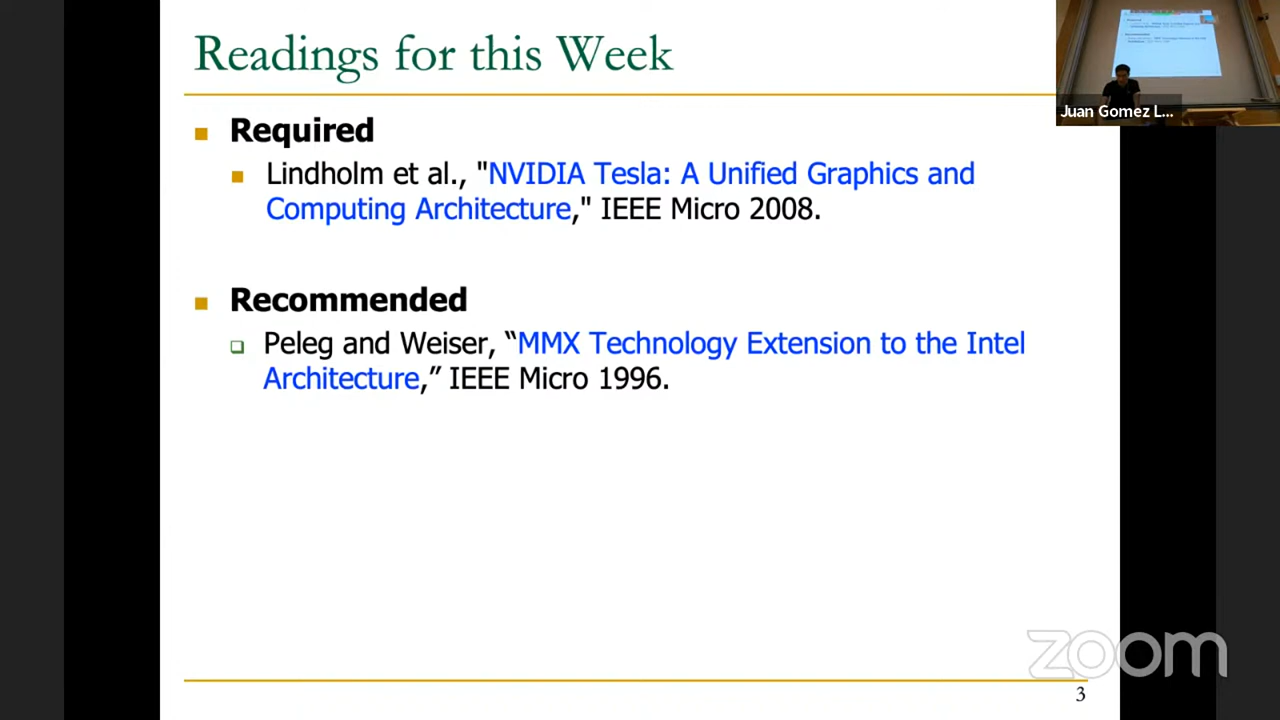 Readings for this Week
Required
Lindholm et al., "NVIDIA Tesla: A Unified Graphics and
Computing Architecture," IEEE Micro 2008.
Recommended
Peleg and Weiser, “MMX Technology Extension to the Intel
Architecture,” IEEE Micro 1996.
3
Juan Gomez L...
zoom